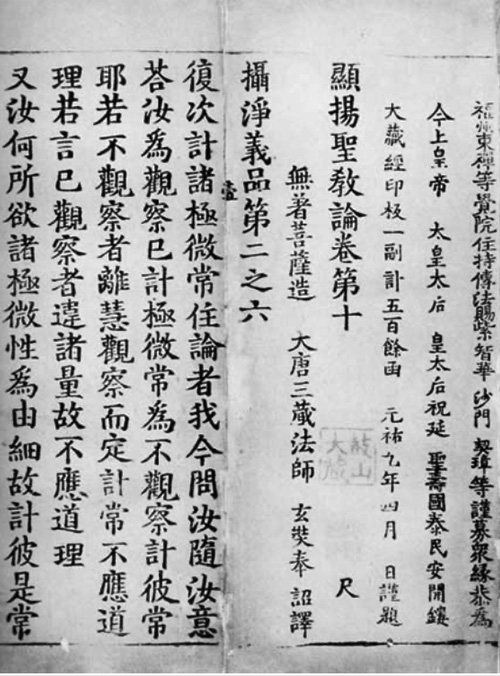 福州東禪等覺院住持傳法賜紫智華 沙門 契璋等謹募衆緣恭爲
今上皇帝 太皇太后 皇太后祝延 聖壽國泰民安開鏤
大藏經印板一副計五百餘函 元祐九年四月 日謹題
顯揚聖教論卷第十 尺
無著菩薩造 大唐三藏法師 玄奘奉 詔譯
攝淨義品第二之六
壹
復次計諸極微常住論者我今問汝隨汝意
荅汝爲觀察已計極微常爲不觀察計彼常
耶若不觀察者離慧觀察而定計常不應道
理若言已觀察者違諸量故不應道理
又汝何所欲諸極微性爲由細故計彼是常